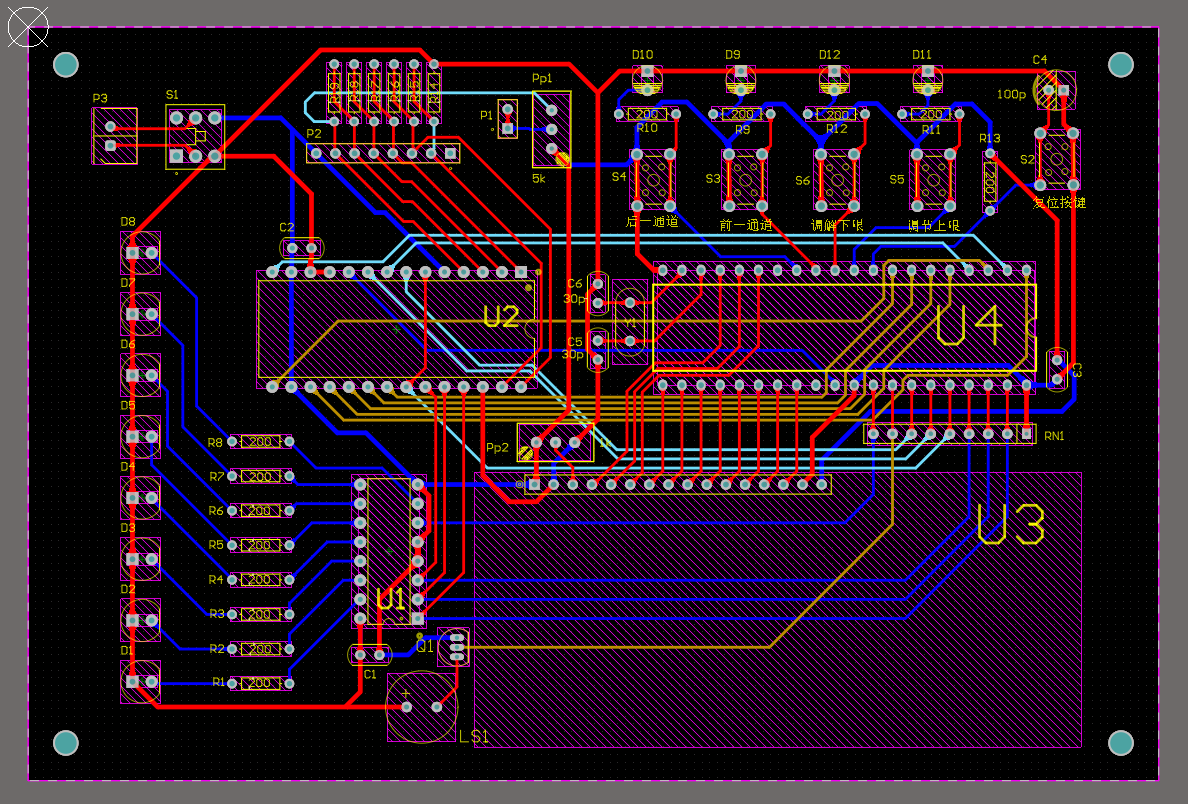 D10
D9
D12
D11
C4
P3
S1
Pp1
100p
P1
200
R10
200
R9
200
R12
200
R11
R13
200
S2
P2
5k
S4
S3
S6
S5
后一通道
前一通道
调解下限
调节上限
复位按键
D8
C2
D7
U2
C6
30p
Y1
U4
D6
C5
30p
C3
D5
R8
200
Pp2
RN1
D4
R7
200
R6
200
D3
R5
200
U3
R4
200
D2
U1
R3
200
D1
R2
200
Q1
C1
R1
200
+
LS1